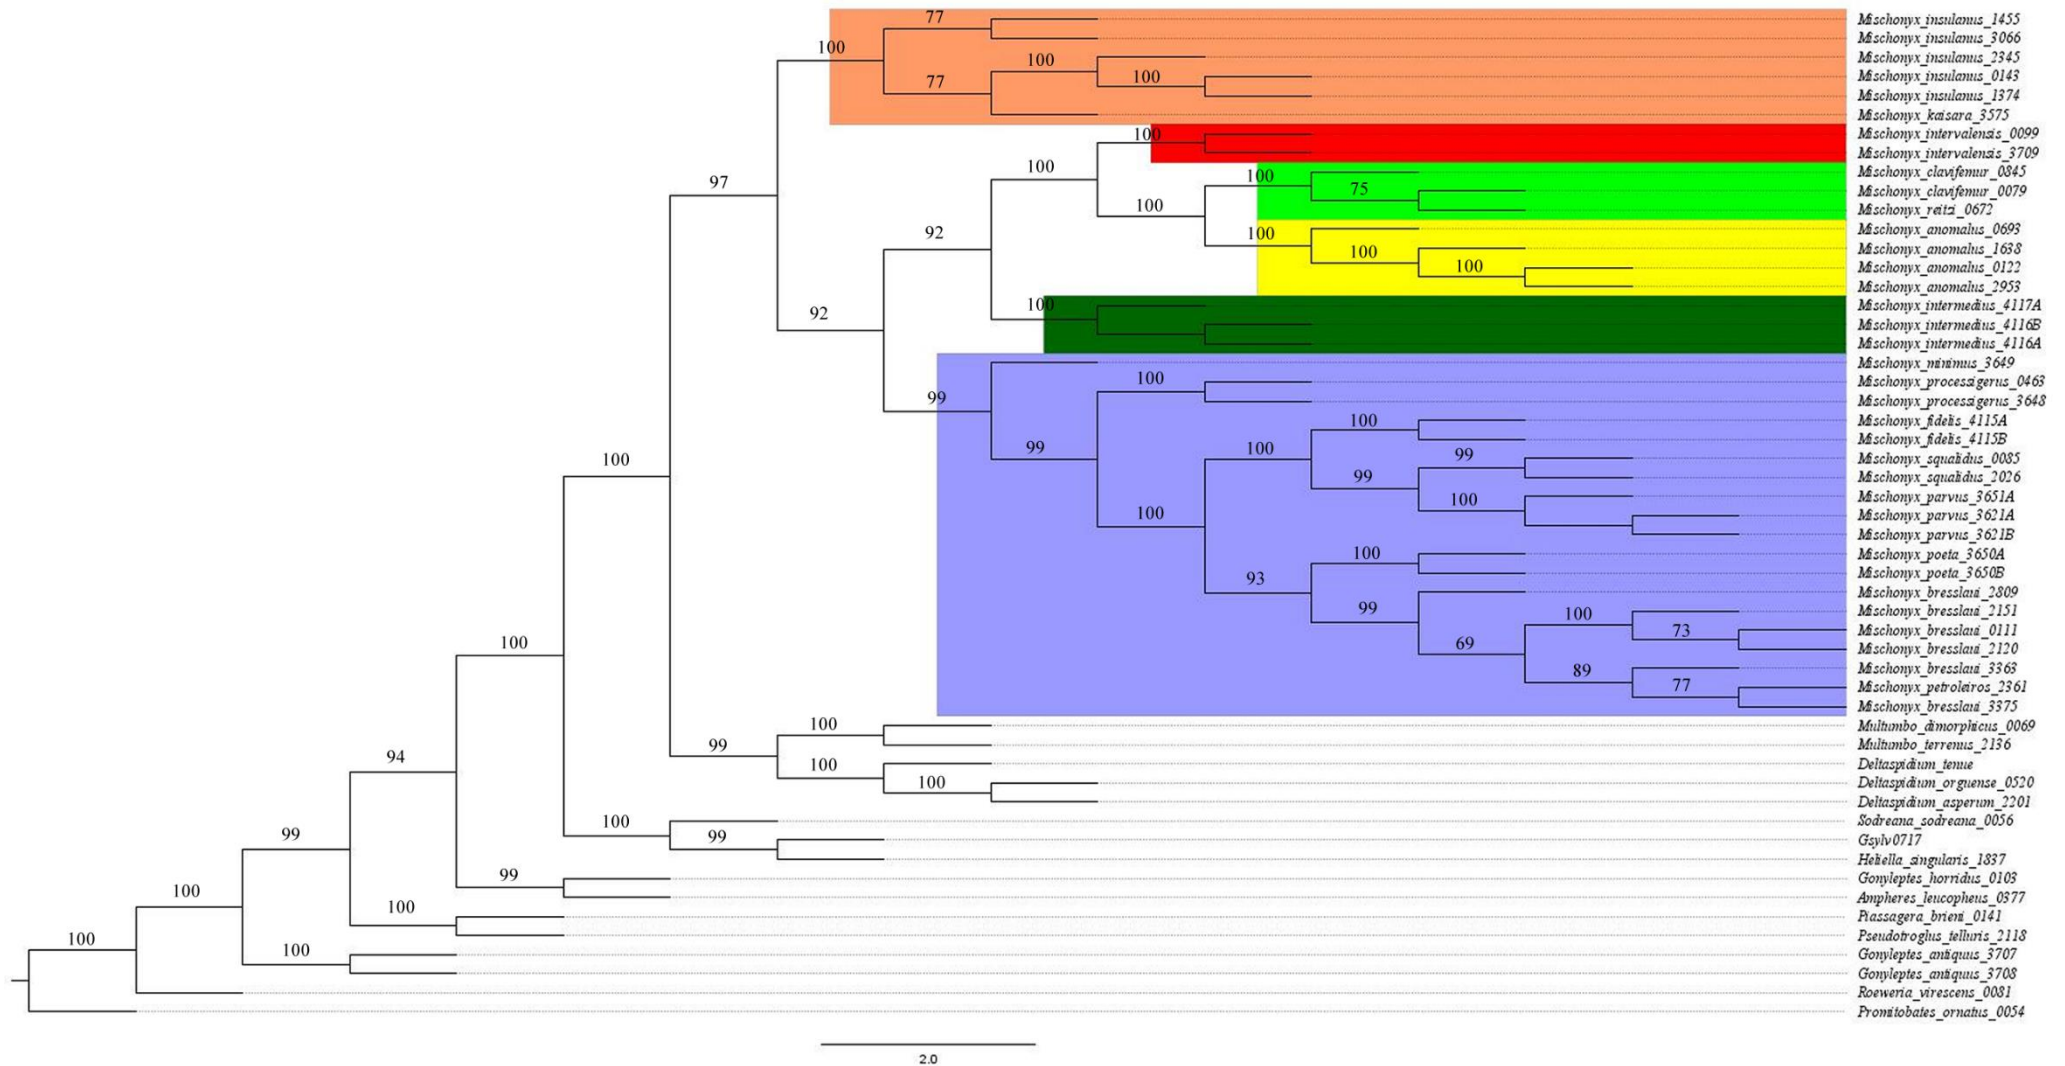 77
Mischonyx_insulanus_1455
Mischonyx_insulanus_3066
100
100
Mischonyx_insulanus_2345
77
100
Mischonyx_insulanus_0143
Mischonyx_insulanus_1374
Mischonyx_kaisara_3575
100
Mischonyx_intervalensis_0099
Mischonyx_intervalensis_3709
100
97
100
Mischonyx_clavifemur_0845
75
Mischonyx_clavifemur_0079
100
Mischonyx_reitzi_0672
92
100
Mischonyx_anomalus_0693
100
Mischonyx_anomalus_1638
100
Mischonyx_anomalus_0122
Mischonyx_anomalus_2953
92
100
Mischonyx_intermedius_4117A
Mischonyx_intermedius_4116B
Mischonyx_intermedius_4116A
Mischonyx_minimus_3649
99
100
Mischonyx_processigerus_0463
Mischonyx_processigerus_3648
100
Mischonyx_fidelis_4115A
Mischonyx_fidelis_4115B
100
99
100
99
Mischonyx_squalidus_0085
99
Mischonyx_squalidus_2026
100
Mischonyx_parvus_3651A
100
Mischonyx_parvus_3621A
Mischonyx_parvus_3621B
100
Mischonyx_poeta_3650A
93
Mischonyx_poeta_3650B
Mischonyx_bresslaui_2809
99
100
Mischonyx_bresslaui_2151
100
69
73
Mischonyx_bresslaui_0111
Mischonyx_bresslaui_2120
89
Mischonyx_bresslaui_3363
77
Mischonyx_petroleiros_2361
Mischonyx_bresslaui_3375
99
100
Multumbo_dimorphicus_0069
Multumbo_terrenus_2136
94
100
Deltaspidium_tenue
100
Deltaspidium_orguense_0520
Deltaspidium_asperum_2201
100
Sodreana_sodreana_0056
99
99
Gsylv0717
Heliella_singularis_1837
99
Gonyleptes_horridus_0103
100
Ampheres_leucopheus_0377
100
Piassagera_brieni_0141
Pseudotroglus_telluris_2118
100
100
Gonyleptes_antiquus_3707
Gonyleptes_antiquus_3708
Roeweria_virescens_0081
Promitobates_ornatus_0054
2.0